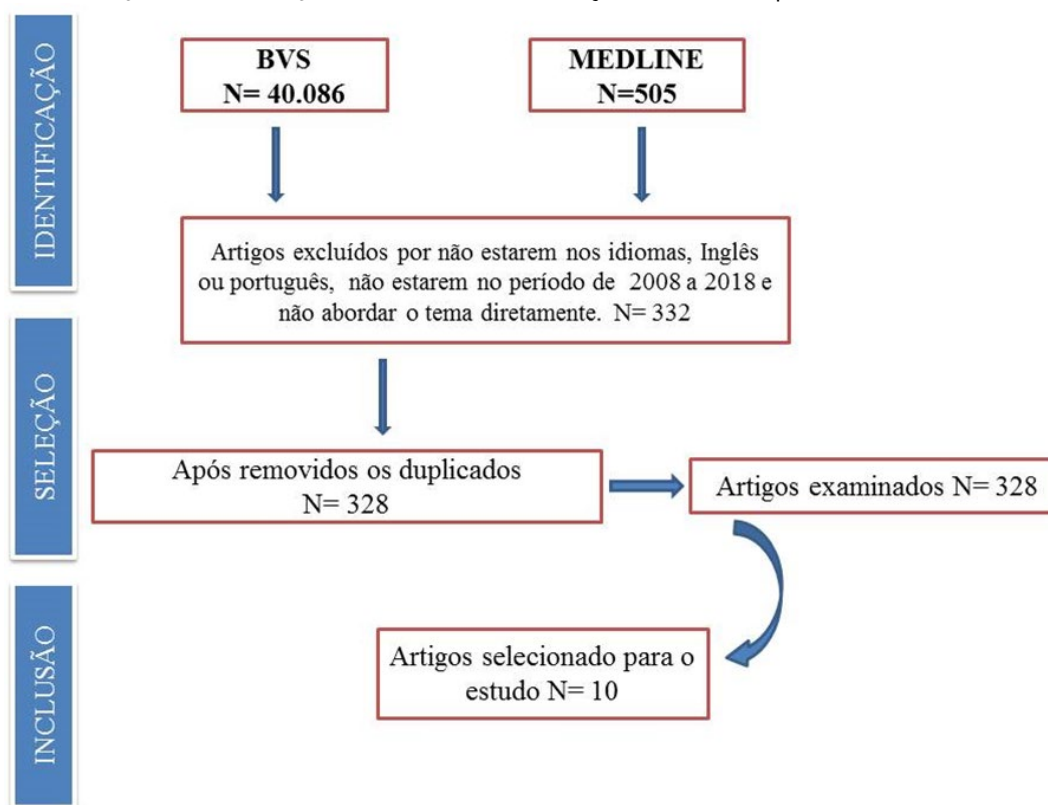 IDENTIFICAÇÃO
BVS
N= 40.086
MEDLINE
N=505
Artigos excluídos por não estarem nos idiomas, Inglês
ou português, não estarem no período de 2008 a 2018 e
não abordar o tema diretamente. N= 332
SELEÇÃO
Após removidos os duplicados
N= 328
Artigos examinados N= 328
INCLUSÃO
Artigos selecionado para o
estudo N= 10